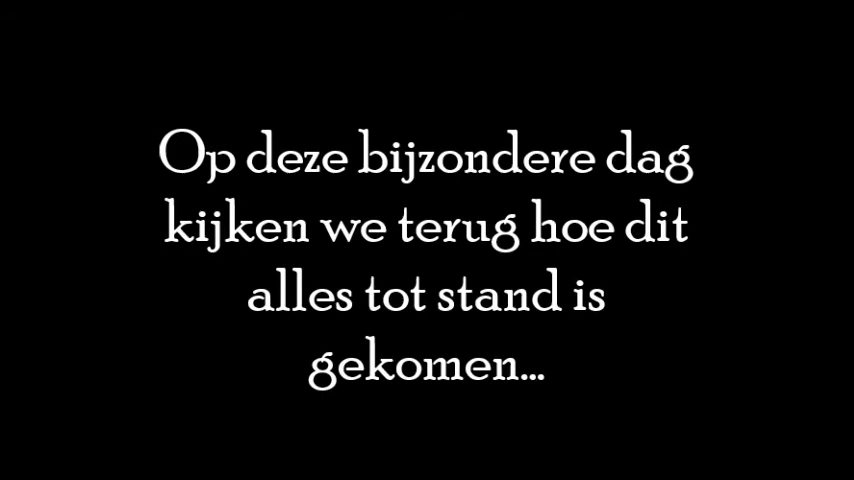 Op deze bijzondere dag
kijken we terug hoe dit
alles tot stand is
gekomen...